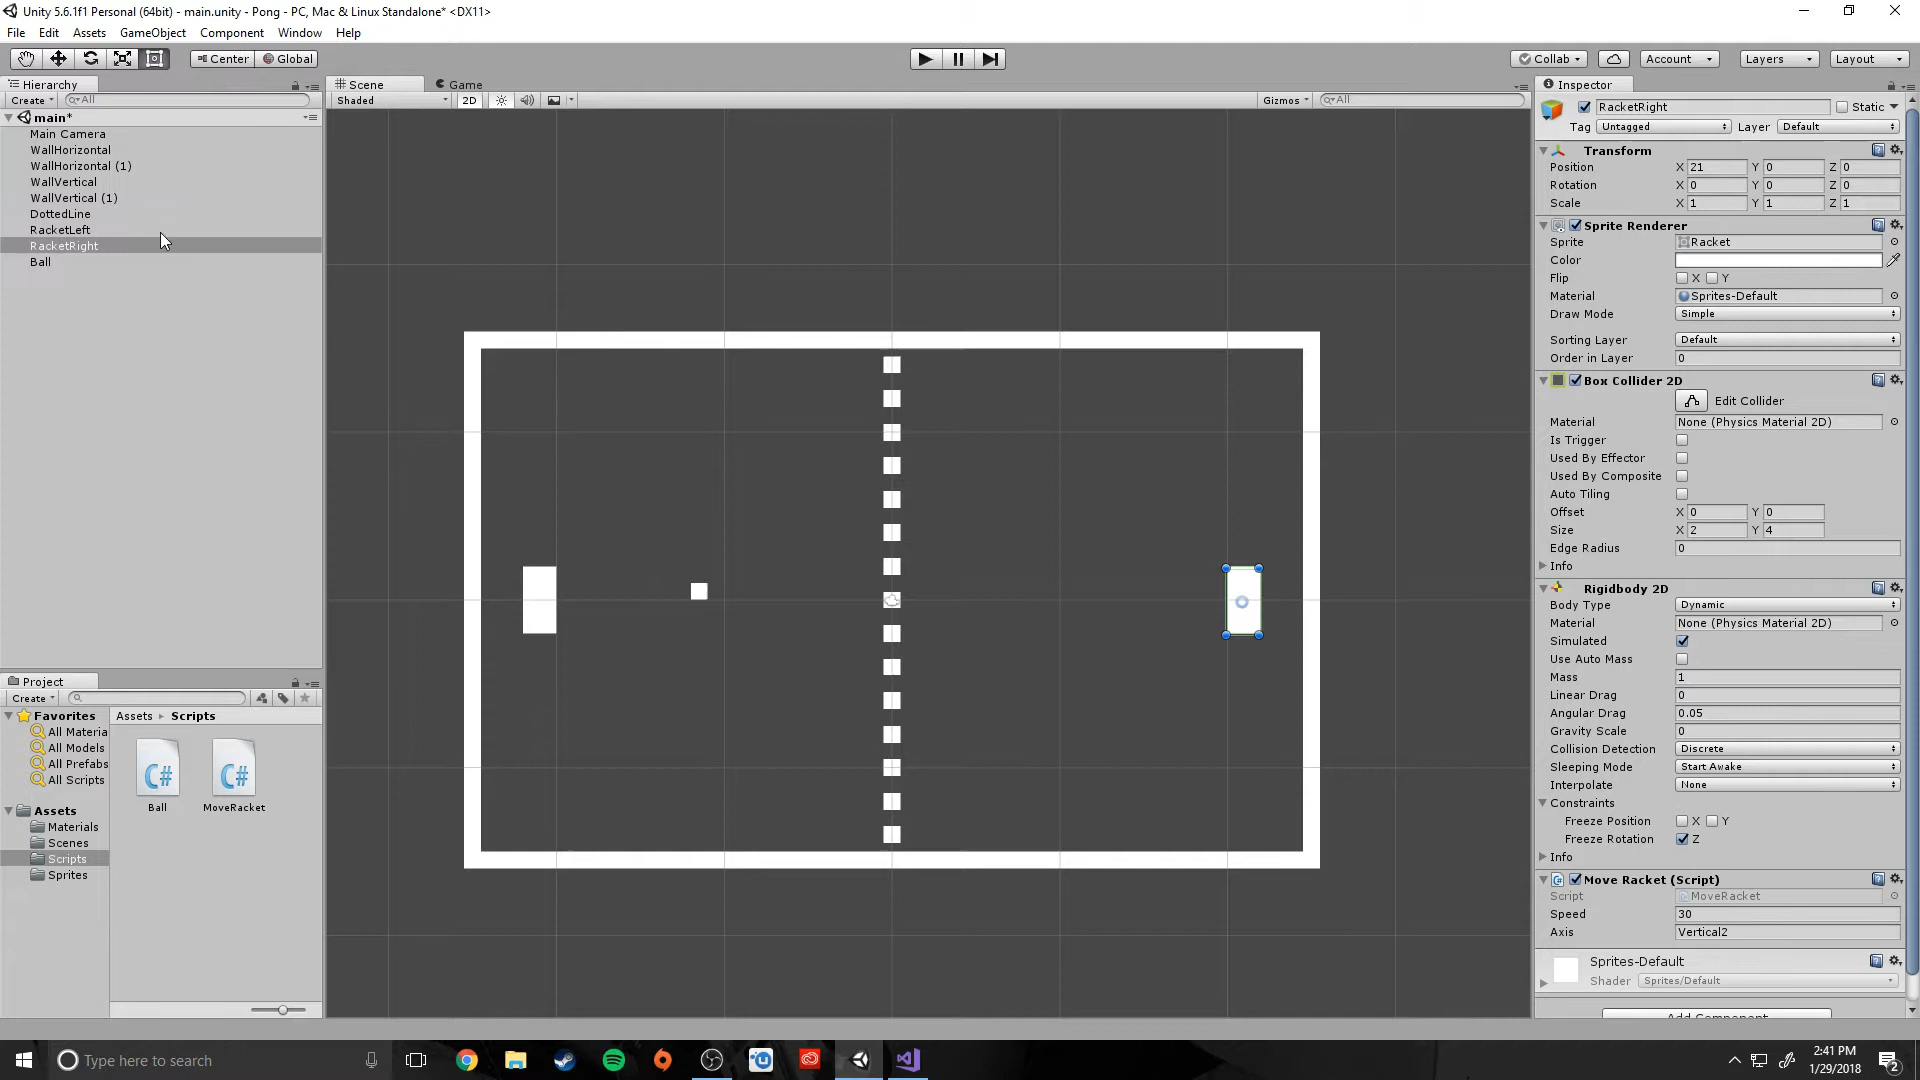 Unity 5.6.1f1 Personal (64bit) - main.unity - Pong - PC, Mac & Linux Standalone* <DX11>
File Edit Assets GameObject Component Window Help
Center Global Collab Account Layers Layout
Hierarchy
Create All
main*
Main Camera
WallHorizontal
WallHorizontal (1)
WallVertical
WallVertical (1)
DottedLine
RacketLeft
RacketRight
Ball
Scene Game
Shaded 2D Gizmos All
Project
Create
Favorites
All Materia
All Models
All Prefabs
All Scripts
Assets
Materials
Scenes
Scripts
Sprites
Assets Scripts
C# C#
Ball MoveRacket
Inspector
RacketRight Static
Tag Untagged Layer Default
Transform
Position X 21 Y 0 Z 0
Rotation X 0 Y 0 Z 0
Scale X 1 Y 1 Z 1
Sprite Renderer
Sprite Racket
Color
Flip X Y
Material Sprites-Default
Draw Mode Simple
Sorting Layer Default
Order in Layer 0
Box Collider 2D
Edit Collider
Material None (Physics Material 2D)
Is Trigger
Used By Effector
Used By Composite
Auto Tiling
Offset X 0 Y 0
Size X 2 Y 4
Edge Radius 0
Info
Rigidbody 2D
Body Type Dynamic
Material None (Physics Material 2D)
Simulated
Use Auto Mass
Mass 1
Linear Drag 0
Angular Drag 0.05
Gravity Scale 0
Collision Detection Discrete
Sleeping Mode Start Awake
Interpolate None
Constraints
Freeze Position X Y
Freeze Rotation Z
Info
Move Racket (Script)
Script MoveRacket
Speed 30
Axis Vertical2
Sprites-Default
Shader Sprites/Default
Add Component
Type here to search
2:41 PM
1/29/2018
2